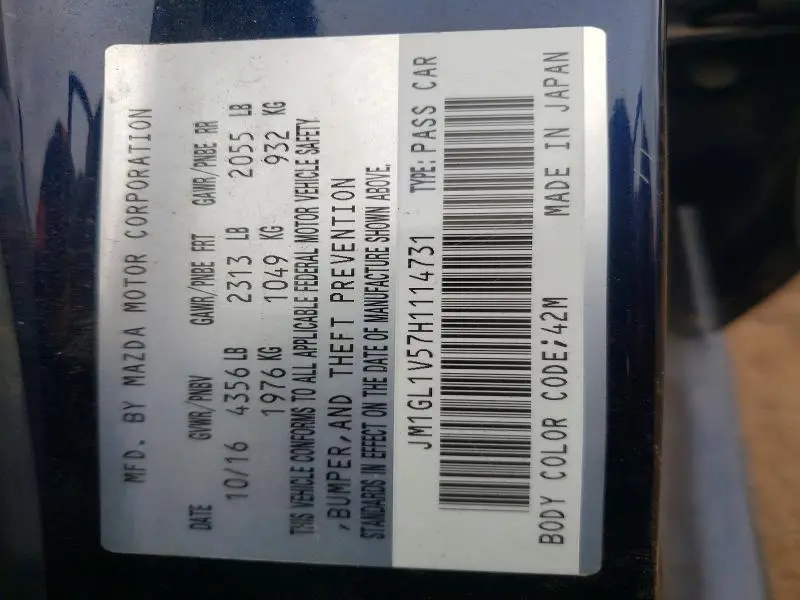 MFD. BY MAZDA MOTOR CORPORATION
DATE GVWR/PNBV GAWR/PNBE FRT GAWR/PNBE RR
10/16 4356 LB 2313 LB 2055 LB
1976 KG 1049 KG 932 KG
THIS VEHICLE CONFORMS TO ALL APPLICABLE FEDERAL MOTOR VEHICLE SAFETY
,BUMPER,AND THEFT PREVENTION
STANDARDS IN EFFECT ON THE DATE OF MANUFACTURE SHOWN ABOVE.
JM1GL1V57H1114731 TYPE: PASS CAR
BODY COLOR CODE;42M MADE IN JAPAN